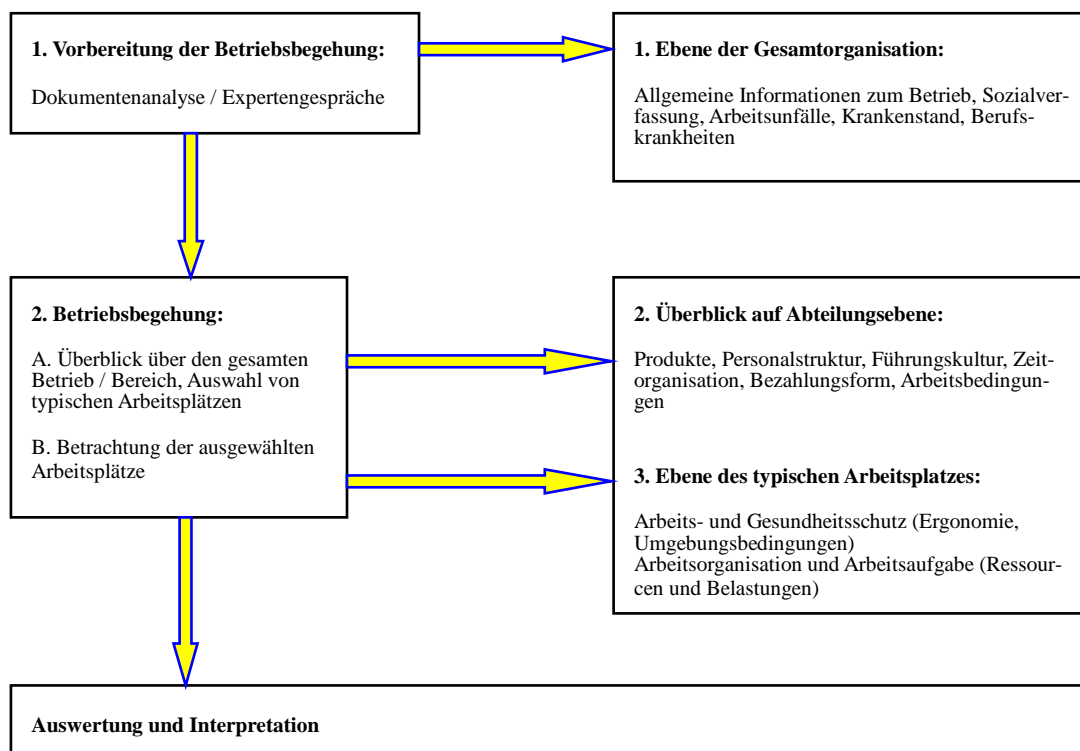 1. Vorbereitung der Betriebsbegehung:
Dokumentenanalyse / Expertengespräche
1. Ebene der Gesamtorganisation:
Allgemeine Informationen zum Betrieb, Sozialver-
fassung, Arbeitsunfälle, Krankenstand, Berufs-
krankheiten
2. Betriebsbegehung:
A. Überblick über den gesamten
Betrieb / Bereich, Auswahl von
typischen Arbeitsplätzen
B. Betrachtung der ausgewählten
Arbeitsplätze
2. Überblick auf Abteilungsebene:
Produkte, Personalstruktur, Führungskultur, Zeit-
organisation, Bezahlungsform, Arbeitsbedingun-
gen
3. Ebene des typischen Arbeitsplatzes:
Arbeits- und Gesundheitsschutz (Ergonomie,
Umgebungsbedingungen)
Arbeitsorganisation und Arbeitsaufgabe (Ressour-
cen und Belastungen)
Auswertung und Interpretation